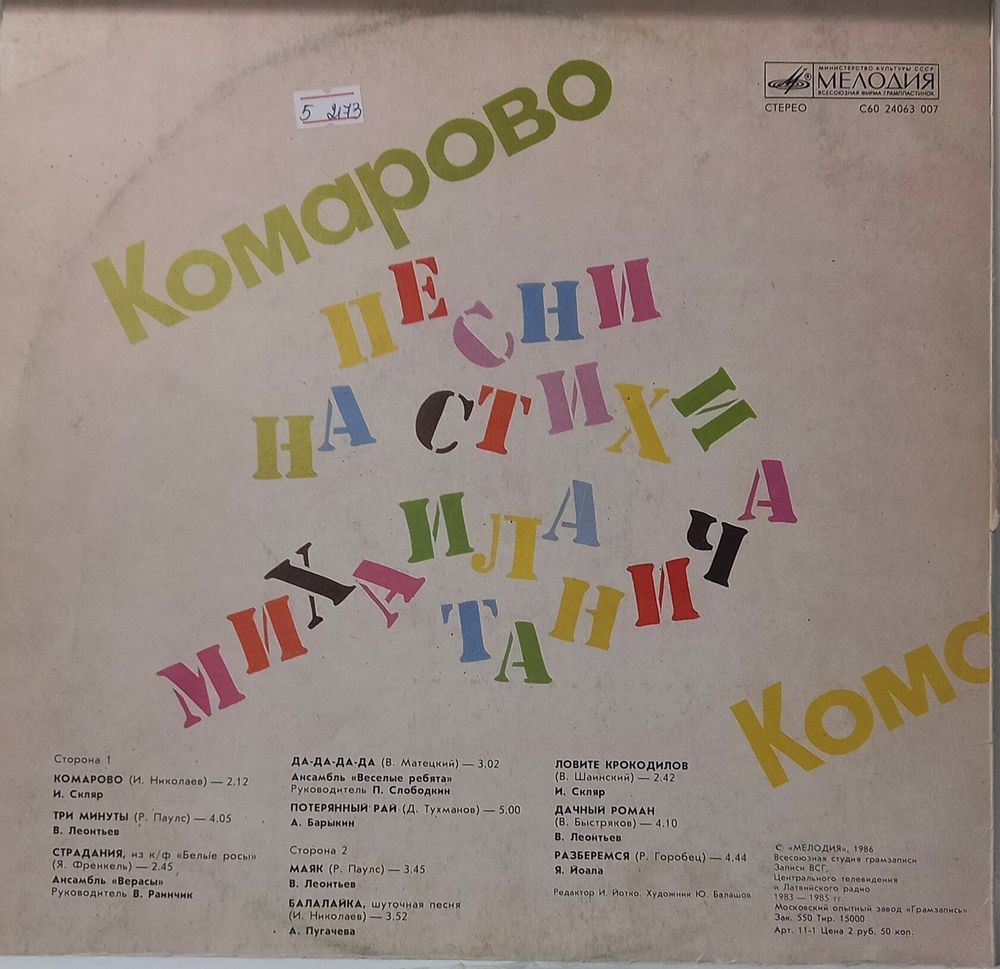 МИНИСТЕРСТВО КУЛЬТУРЫ СССР
МЕЛОДИЯ
ВСЕСОЮЗНАЯ ФИРМА ГРАМПЛАСТИНОК
СТЕРЕО С60 24063 007
5 2173
Комарово
ПЕСНИ
НА СТИХИ
МИХАИЛА
ТАНИЧА
Кома
Сторона 1
КОМАРОВО (И. Николаев) — 2.12
И. Скляр
ТРИ МИНУТЫ (Р. Паулс) — 4.05
В. Леонтьев
СТРАДАНИЯ, из к/ф «Белые росы»
(Я. Френкель) — 2.45
Ансамбль «Верасы»
Руководитель В. Раинчик
ДА-ДА-ДА-ДА (В. Матецкий) — 3.02
Ансамбль «Веселые ребята»
Руководитель П. Слободкин
ПОТЕРЯННЫЙ РАЙ (Д. Тухманов) — 5.00
А. Барыкин
Сторона 2
МАЯК (Р. Паулс) — 3.45
В. Леонтьев
БАЛАЛАЙКА, шуточная песня
(И. Николаев) — 3.52
А. Пугачева
ЛОВИТЕ КРОКОДИЛОВ
(В. Шаинский) — 2.42
И. Скляр
ДАЧНЫЙ РОМАН
(В. Быстряков) — 4.10
В. Леонтьев
РАЗБЕРЕМСЯ (Р. Горобец) — 4.44
Я. Йоала
Редактор И. Йотко. Художник Ю. Балашов
© «МЕЛОДИЯ», 1986
Всесоюзная студия грамзаписи
Записи ВСГ,
Центрального телевидения
и Латвийского радио
1983 — 1985 гг.
Московский опытный завод «Грамзапись»
Зак. 550 Тир. 15000
Арт. 11-1 Цена 2 руб. 50 коп.